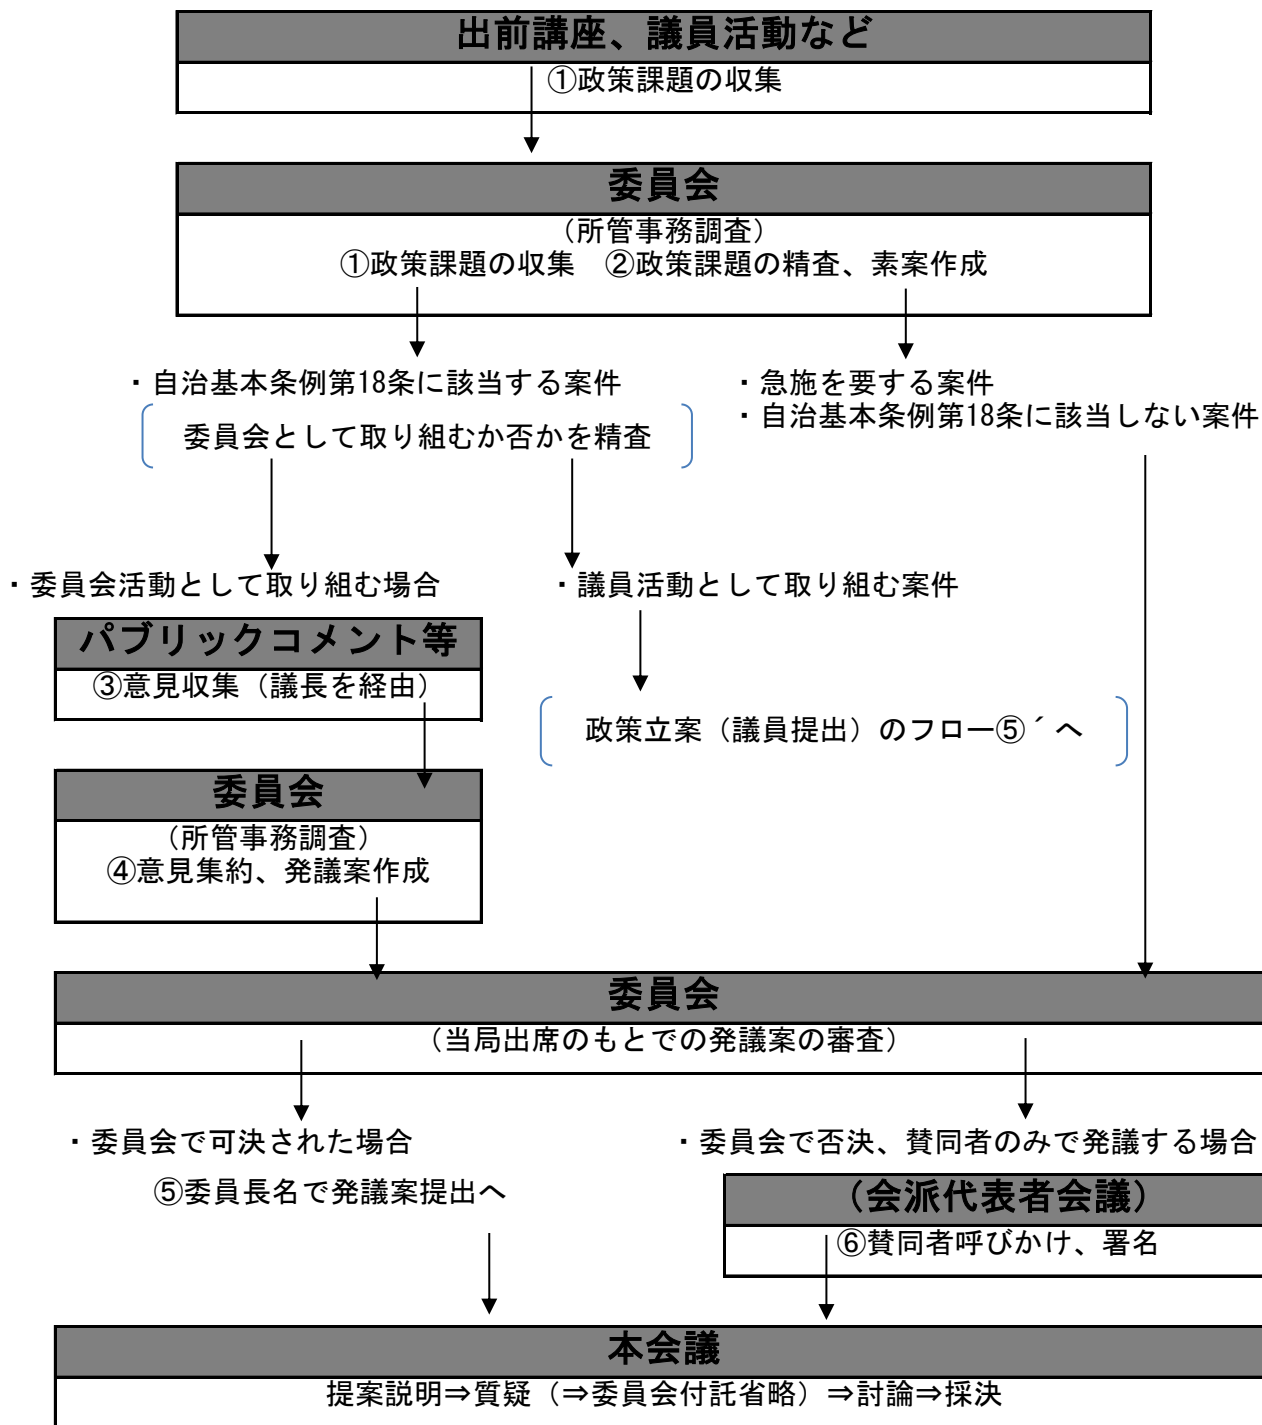 出前講座、議員活動など
①政策課題の収集
委員会
（所管事務調査）
①政策課題の収集　②政策課題の精査、素案作成
・自治基本条例第18条に該当する案件
委員会として取り組むか否かを精査
・急施を要する案件
・自治基本条例第18条に該当しない案件
・委員会活動として取り組む場合
・議員活動として取り組む案件
パブリックコメント等
③意見収集（議長を経由）
政策立案（議員提出）のフロー⑤´へ
委員会
（所管事務調査）
④意見集約、発議案作成
委員会
（当局出席のもとでの発議案の審査）
・委員会で可決された場合
⑤委員長名で発議案提出へ
・委員会で否決、賛同者のみで発議する場合
（会派代表者会議）
⑥賛同者呼びかけ、署名
本会議
提案説明⇒質疑（⇒委員会付託省略）⇒討論⇒採決